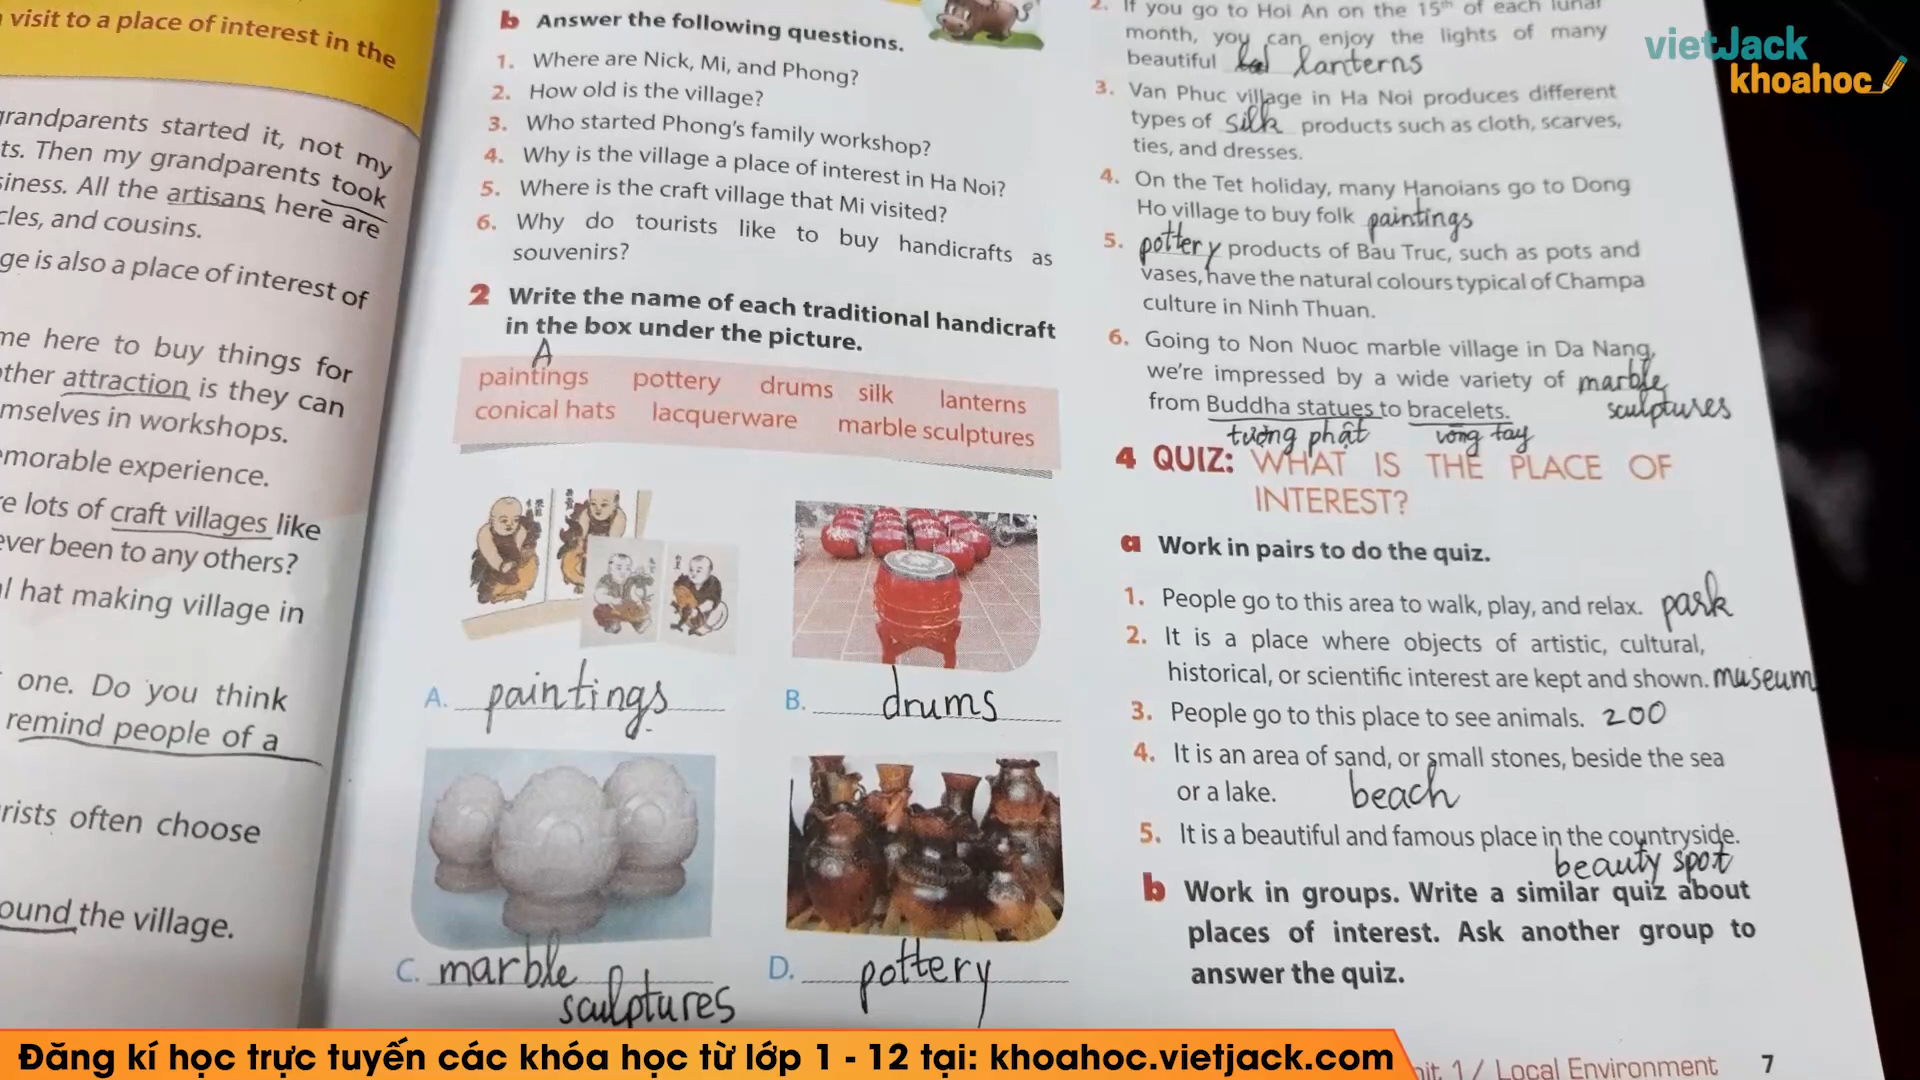 visit to a place of interest in the
grandparents started it, not my
ts. Then my grandparents took
siness. All the artisans here are
cles, and cousins.
ge is also a place of interest of
me here to buy things for
other attraction is they can
mselves in workshops.
morable experience.
re lots of craft villages like
ever been to any others?
al hat making village in
one. Do you think
remind people of a
rists often choose
ound the village.
b Answer the following questions.
1. Where are Nick, Mi, and Phong?
2. How old is the village?
3. Who started Phong's family workshop?
4. Why is the village a place of interest in Ha Noi?
5. Where is the craft village that Mi visited?
6. Why do tourists like to buy handicrafts as
souvenirs?
2 Write the name of each traditional handicraft
in the box under the picture.
A
paintings pottery drums silk lanterns
conical hats lacquerware marble sculptures
A. paintings
B. drums
C. marble
sculptures
D. pottery
2. If you go to Hoi An on the 15th of each lunar
month, you can enjoy the lights of many
beautiful lanterns
3. Van Phuc village in Ha Noi produces different
types of silk products such as cloth, scarves,
ties, and dresses.
4. On the Tet holiday, many Hanoians go to Dong
Ho village to buy folk paintings
5. pottery products of Bau Truc, such as pots and
vases, have the natural colours typical of Champa
culture in Ninh Thuan.
6. Going to Non Nuoc marble village in Da Nang,
we're impressed by a wide variety of marble
from Buddha statues to bracelets. sculptures
tượng phật vòng tay
4 QUIZ: WHAT IS THE PLACE OF
INTEREST?
a Work in pairs to do the quiz.
1. People go to this area to walk, play, and relax. park
2. It is a place where objects of artistic, cultural,
historical, or scientific interest are kept and shown. museum
3. People go to this place to see animals. zoo
4. It is an area of sand, or small stones, beside the sea
or a lake. beach
5. It is a beautiful and famous place in the countryside.
beauty spot
b Work in groups. Write a similar quiz about
places of interest. Ask another group to
answer the quiz.
nit 1 / Local Environment 7
vietJack
khoahoc
Đăng kí học trực tuyến các khóa học từ lớp 1 - 12 tại: khoahoc.vietjack.com